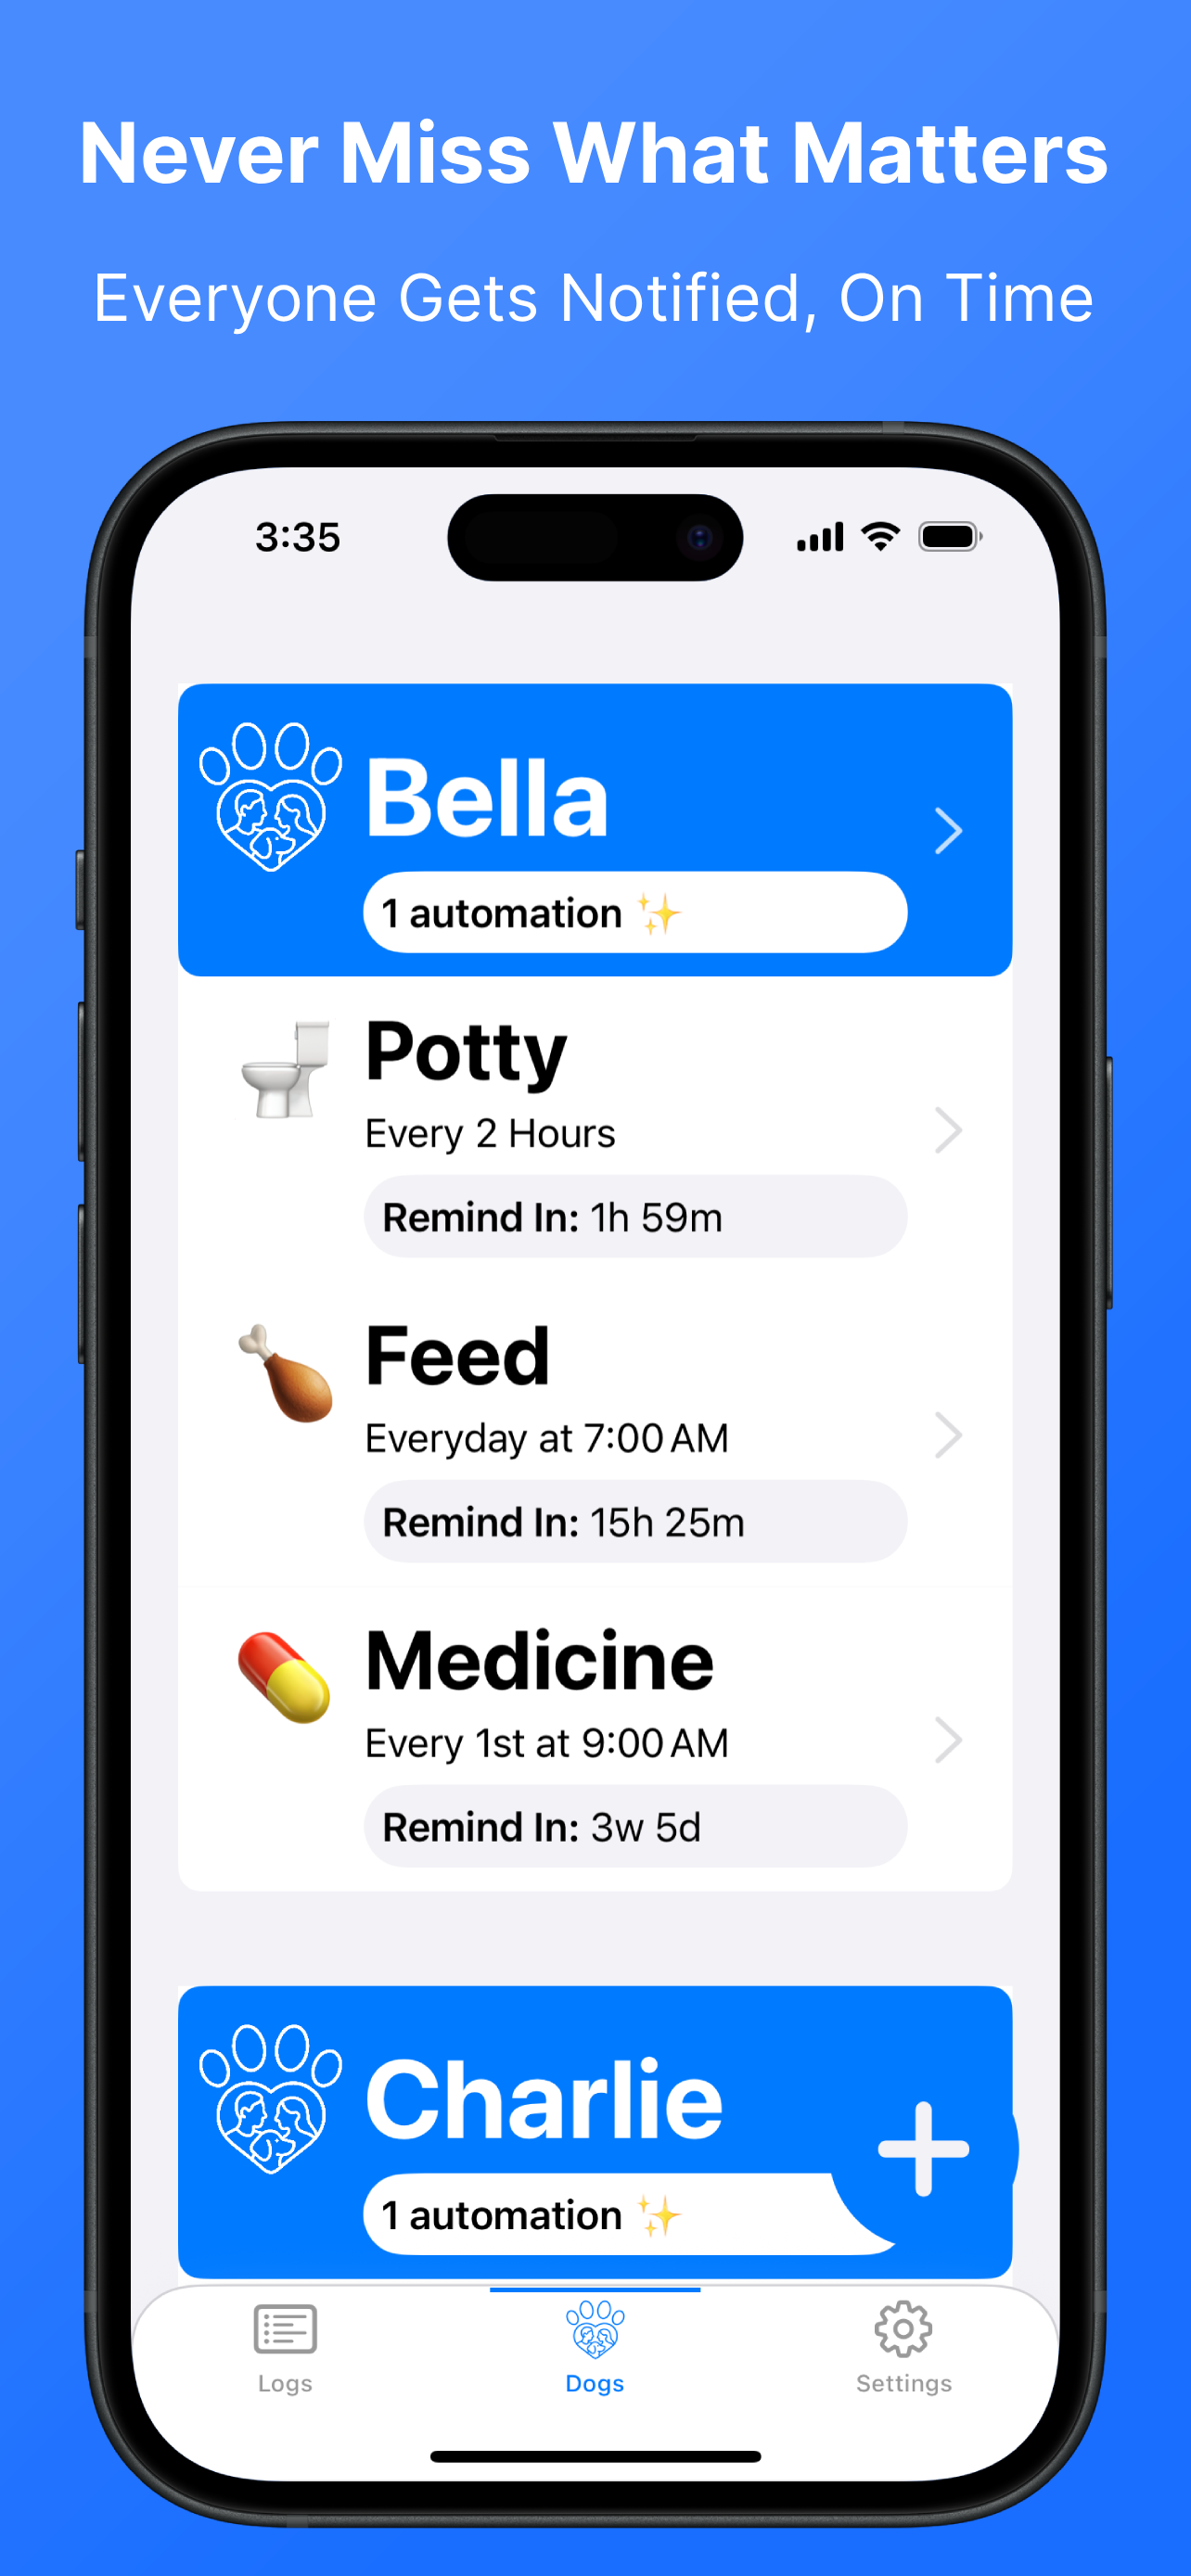 Never Miss What Matters
Everyone Gets Notified, On Time
3:35
Bella
1 automation ✨
Potty
Every 2 Hours
Remind In: 1h 59m
Feed
Everyday at 7:00 AM
Remind In: 15h 25m
Medicine
Every 1st at 9:00 AM
Remind In: 3w 5d
Charlie
1 automation ✨
Logs Dogs Settings